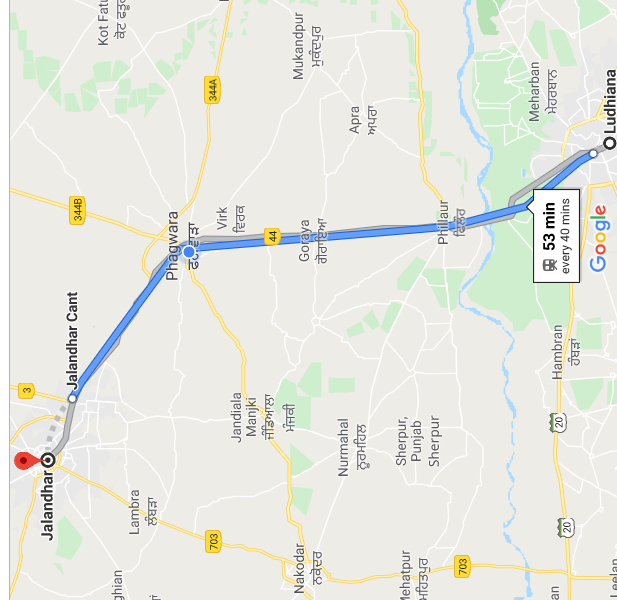 3
Jalandhar
Jalandhar Cant
344B
Kot Fatu
ਕੋਟ ਫਤੂ
ghian
Lambra
ਲੰਬੜਾ
Phagwara
ਫਗਵਾੜਾ
344A
703
Virk
ਵਿਰਕ
Jandiala
Manjki
ਜੰਡਿਆਲਾ
ਮੰਜਕੀ
44
Mukandpur
ਮੁਕੰਦਪੁਰ
Nakodar
ਨਕੋਦਰ
Goraya
ਗੋਰਾਇਆ
Nurmahal
ਨੂਰਮਹਿਲ
Apra
ਅਪਰਾ
Sherpur,
Punjab
Sherpur
ehatpur
ਮਹਿਤਪੁਰ
Phillaur
ਫਿਲੌਰ
703
Meharban
ਮੇਹਰਬਾਨ
53 min
every 40 mins
Hambran
ਹੰਬੜਾਂ
20
20
Google
Ludhiana
Leelan